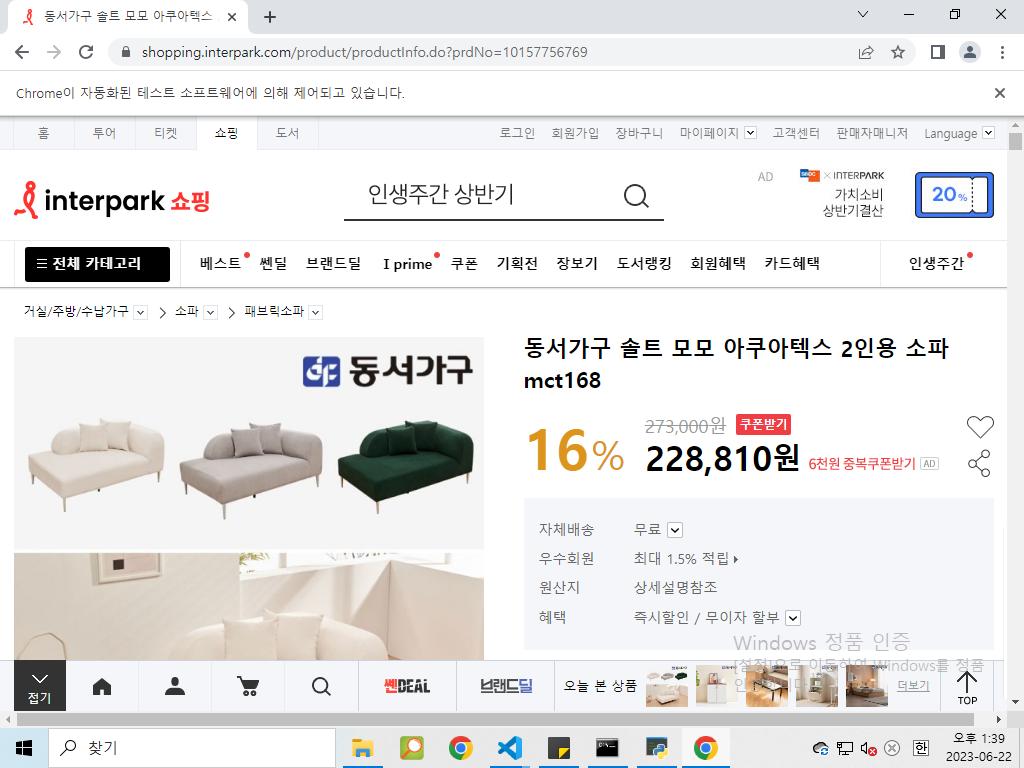 동서가구 솔트 모모 아쿠아텍스
shopping.interpark.com/product/productInfo.do?prdNo=10157756769
Chrome이 자동화된 테스트 소프트웨어에 의해 제어되고 있습니다.
홈 투어 티켓 쇼핑 도서 로그인 회원가입 장바구니 마이페이지 고객센터 판매자매니저 Language
interpark 쇼핑
인생주간 상반기
AD
SBDC × INTERPARK
가치소비
상반기결산
20%
전체 카테고리 베스트 쎈딜 브랜드딜 I prime 쿠폰 기획전 장보기 도서랭킹 회원혜택 카드혜택 인생주간
거실/주방/수납가구 소파 패브릭소파
동서가구
동서가구 솔트 모모 아쿠아텍스 2인용 소파
mct168
16% 273,000원 쿠폰받기
228,810원 6천원 중복쿠폰받기 AD
자체배송 무료
우수회원 최대 1.5% 적립
원산지 상세설명참조
혜택 즉시할인 / 무이자 할부
Windows 정품 인증
[설정]으로 이동하여 Windows를 정품
접기
쎈DEAL
브랜드딜
오늘 본 상품
더보기
TOP
찾기
한
오후 1:39
2023-06-22